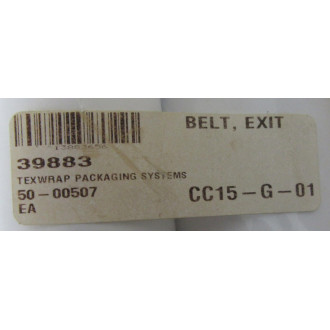 BELT, EXIT
39883
TEXWRAP PACKAGING SYSTEMS
50-00507
CC15-G-01
EA